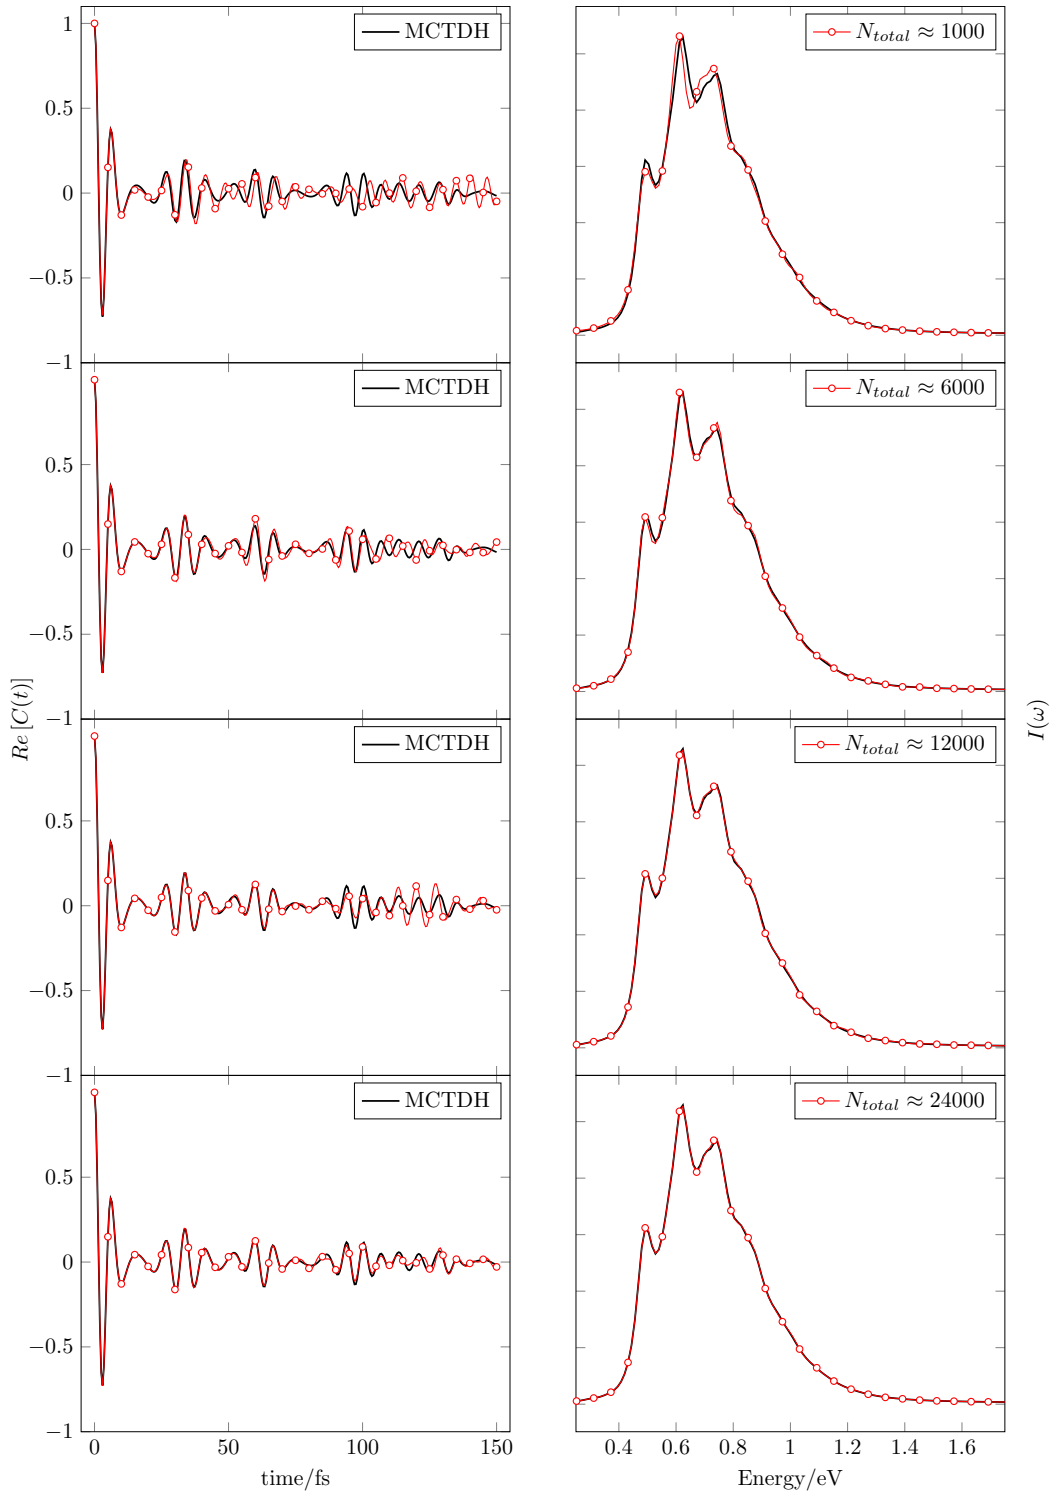 MCTDH
1
0.5
0
−0.5
−1
N_total ≈ 1000
MCTDH
0.5
0
−0.5
−1
N_total ≈ 6000
Re [C(t)]
I(ω)
MCTDH
0.5
0
−0.5
−1
N_total ≈ 12000
MCTDH
0.5
0
−0.5
−1
N_total ≈ 24000
0 50 100 150
time/fs
0.4 0.6 0.8 1 1.2 1.4 1.6
Energy/eV